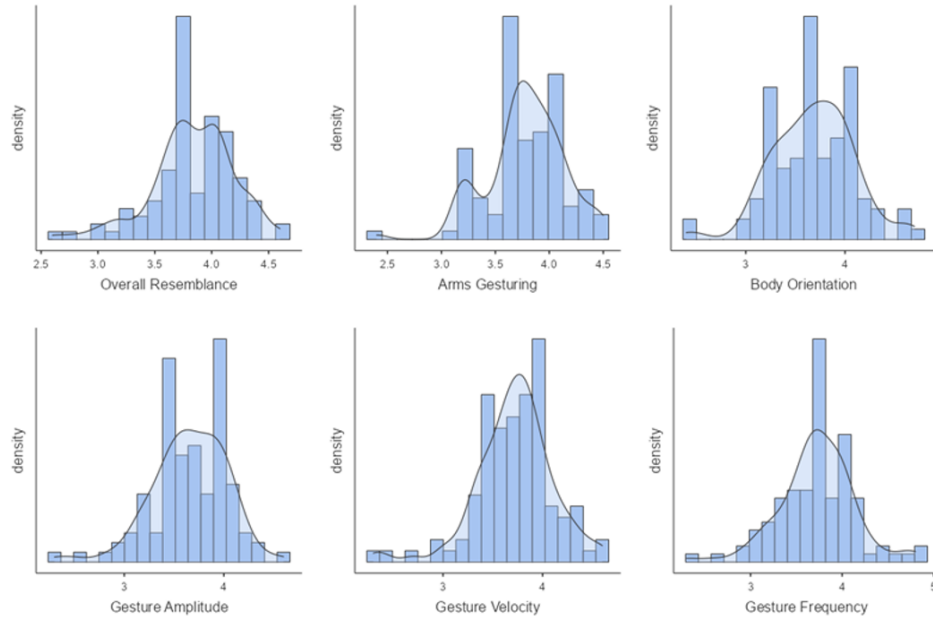 density
2.5 3.0 3.5 4.0 4.5
Overall Resemblance
density
2.5 3.0 3.5 4.0 4.5
Arms Gesturing
density
3 4
Body Orientation
density
3 4
Gesture Amplitude
density
3 4
Gesture Velocity
density
3 4 5
Gesture Frequency